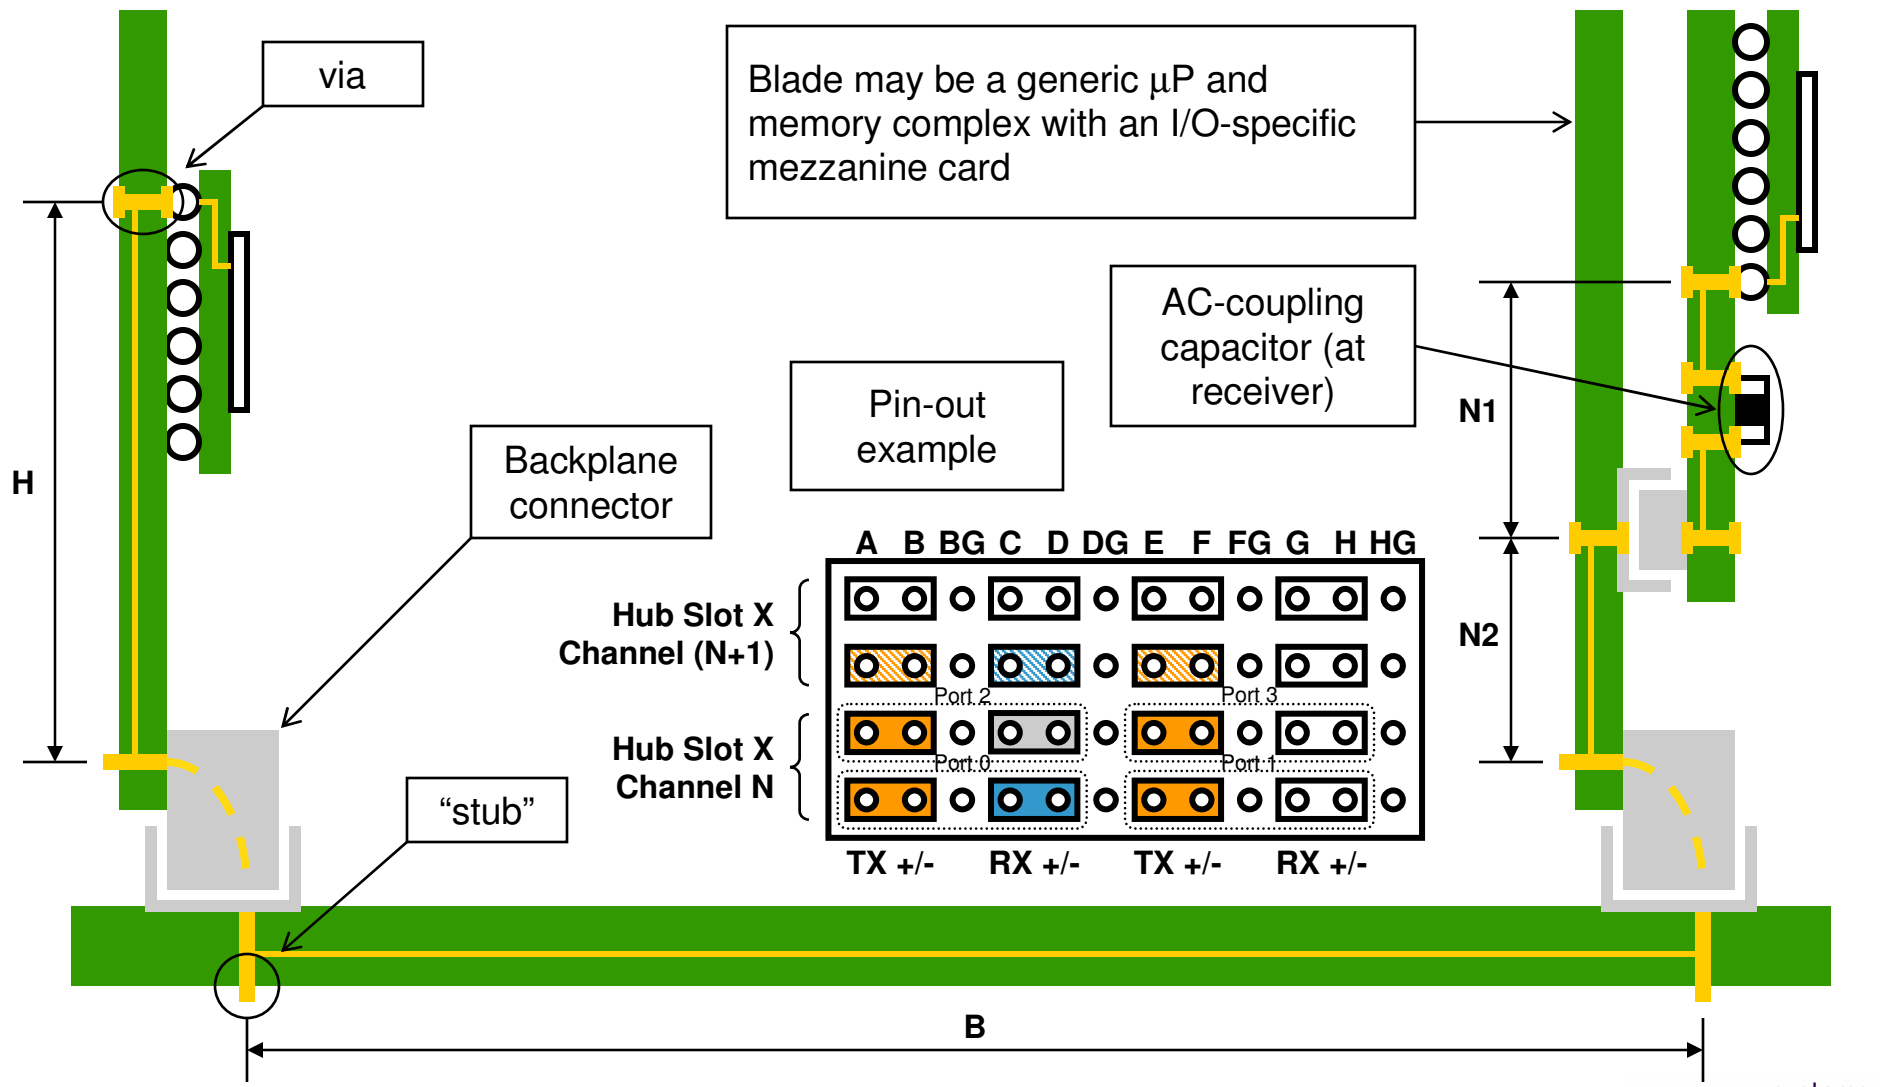 via
Blade may be a generic μP and
memory complex with an I/O-specific
mezzanine card
AC-coupling
capacitor (at
receiver)
Pin-out
example
N1
Backplane
connector
H
A B BG C D DG E F FG G H HG
Hub Slot X
Channel (N+1)
N2
Port 2 Port 3
Hub Slot X
Channel N
Port 0 Port 1
“stub”
TX +/- RX +/- TX +/- RX +/-
B